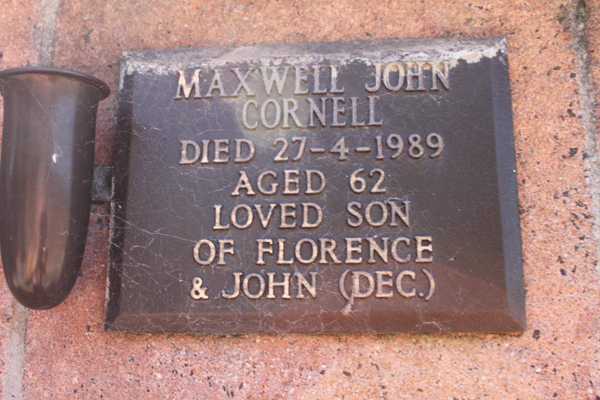 MAXWELL JOHN
CORNELL
DIED 27-4-1989
AGED 62
LOVED SON
OF FLORENCE
& JOHN (DEC.)